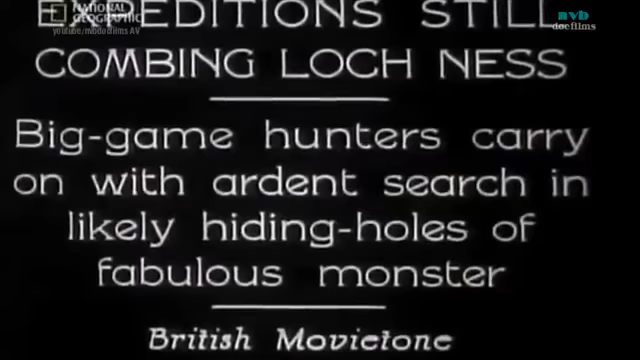 EXPEDITIONS STILL
NATIONAL
GEOGRAPHIC
nvb
docfilms
COMBING LOCH NESS
Big-game hunters carry
on with ardent search in
likely hiding-holes of
fabulous monster
British Movietone